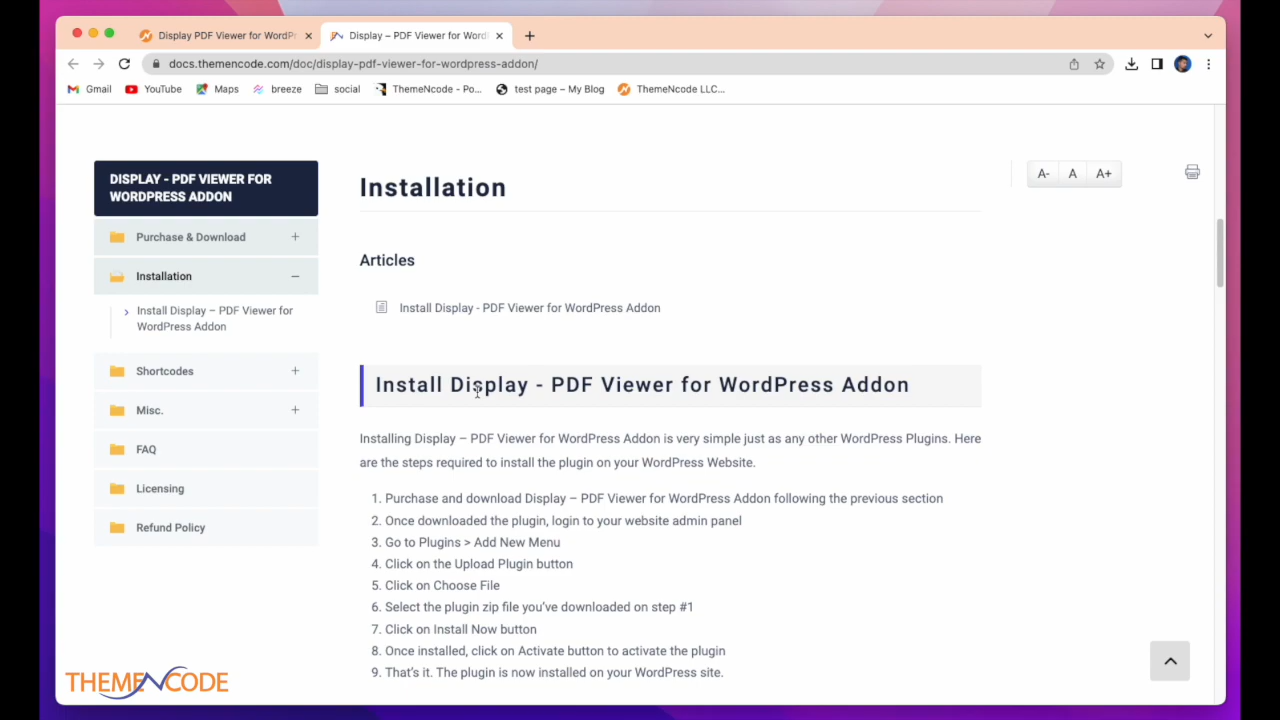 Display PDF Viewer for WordPr
Display – PDF Viewer for Word
docs.themencode.com/doc/display-pdf-viewer-for-wordpress-addon/
Gmail
YouTube
Maps
breeze
social
ThemeNcode - Po...
test page – My Blog
ThemeNcode LLC...
DISPLAY - PDF VIEWER FOR
WORDPRESS ADDON
Purchase & Download +
Installation −
Install Display – PDF Viewer for
WordPress Addon
Shortcodes +
Misc. +
FAQ
Licensing
Refund Policy
Installation
A- A A+
Articles
Install Display - PDF Viewer for WordPress Addon
Install Display - PDF Viewer for WordPress Addon
Installing Display – PDF Viewer for WordPress Addon is very simple just as any other WordPress Plugins. Here
are the steps required to install the plugin on your WordPress Website.
1. Purchase and download Display – PDF Viewer for WordPress Addon following the previous section
2. Once downloaded the plugin, login to your website admin panel
3. Go to Plugins > Add New Menu
4. Click on the Upload Plugin button
5. Click on Choose File
6. Select the plugin zip file you've downloaded on step #1
7. Click on Install Now button
8. Once installed, click on Activate button to activate the plugin
9. That's it. The plugin is now installed on your WordPress site.
THEMENCODE